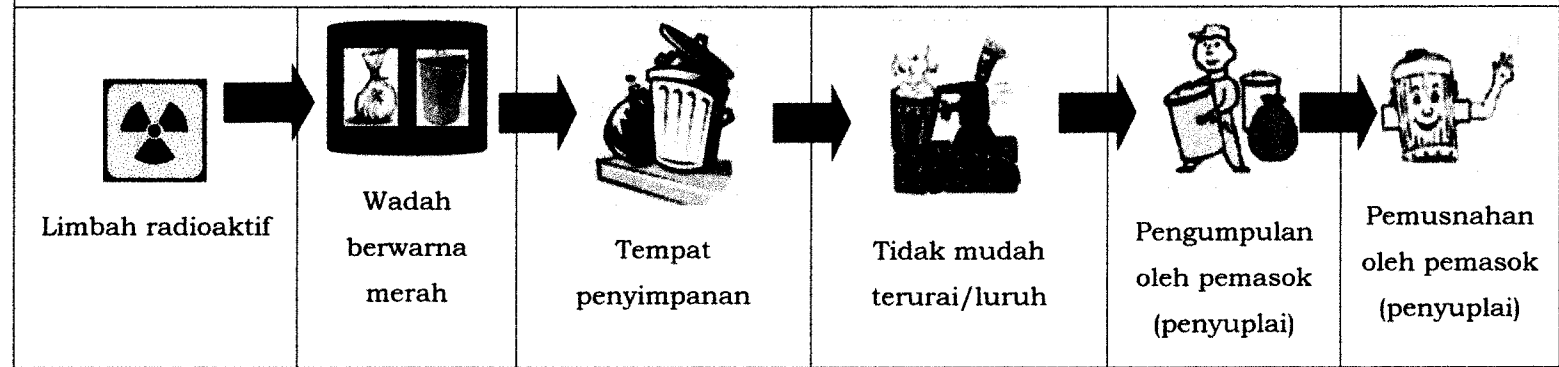 Limbah radioaktif
Wadah
berwarna
merah
Tempat
penyimpanan
Tidak mudah
terurai/luruh
Pengumpulan
oleh pemasok
(penyuplai)
Pemusnahan
oleh pemasok
(penyuplai)